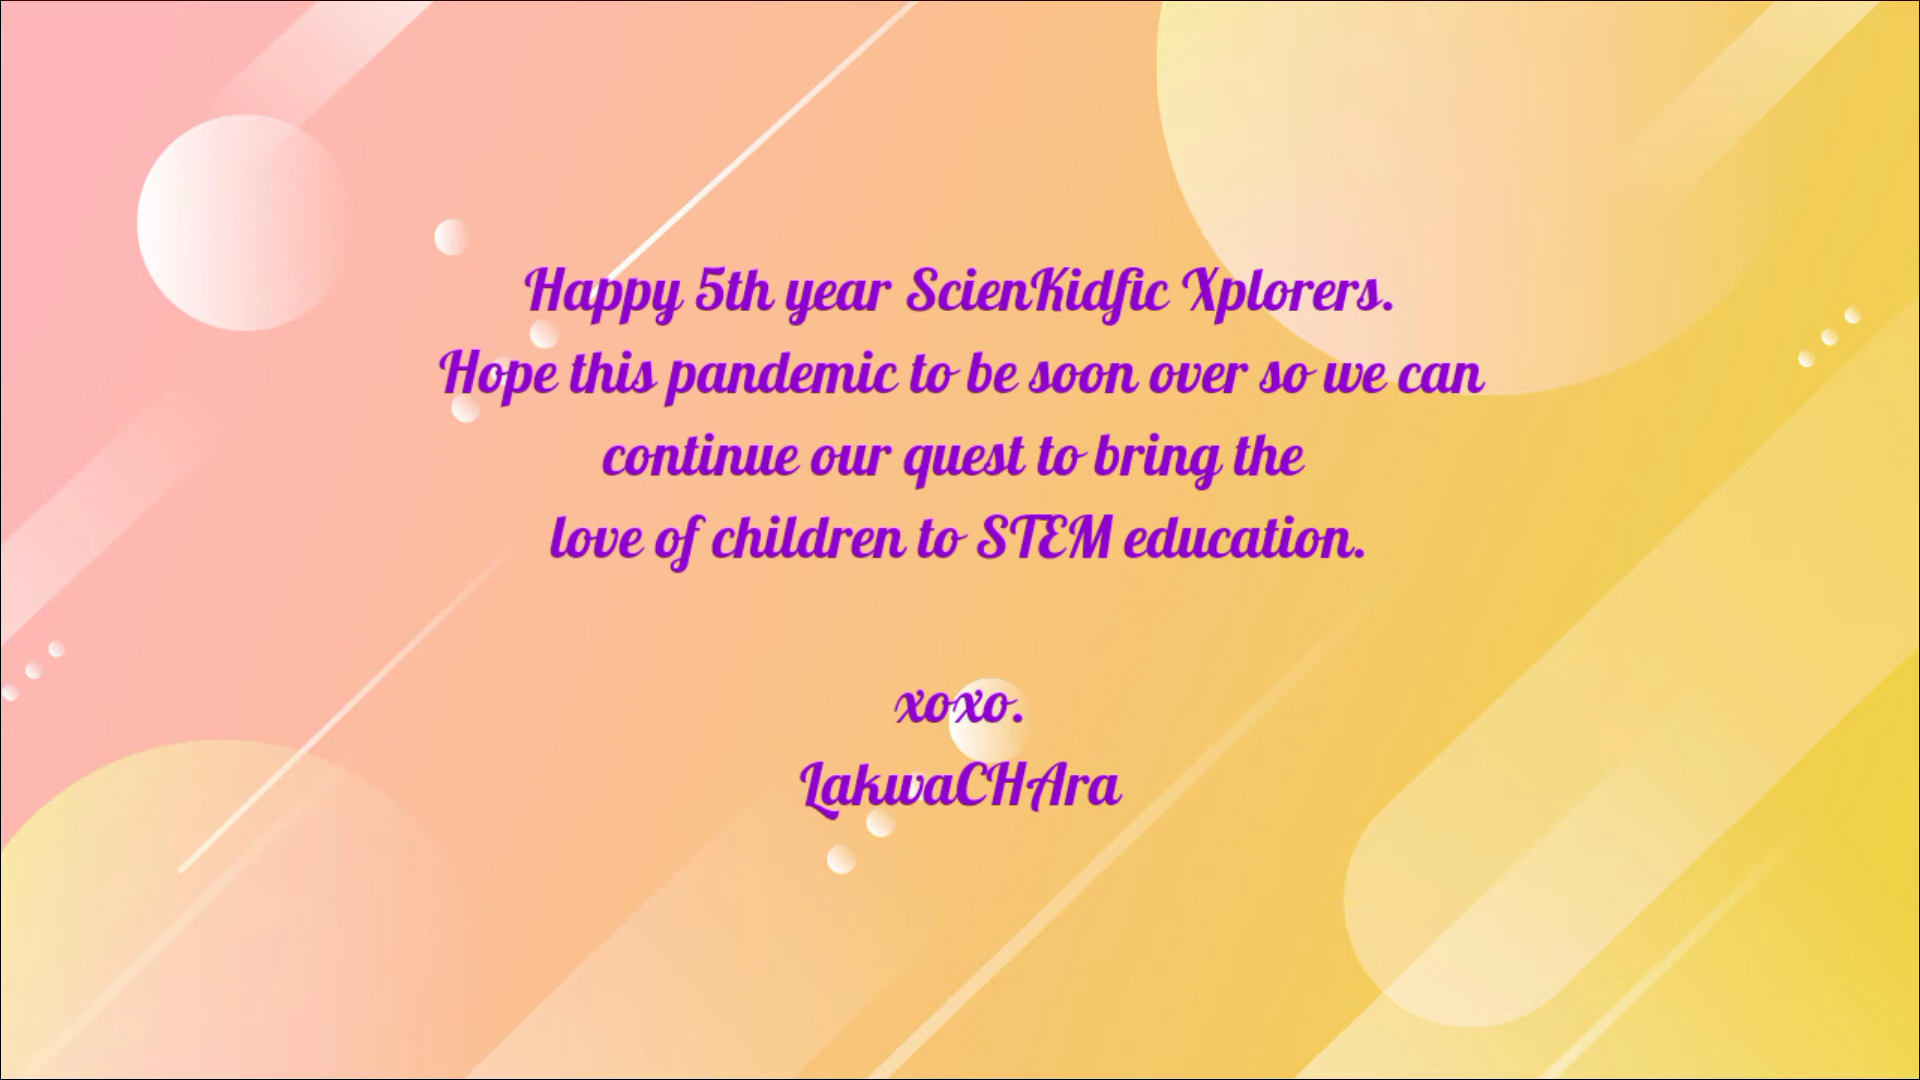 Happy 5th year ScienKidfic Xplorers.
Hope this pandemic to be soon over so we can
continue our quest to bring the
love of children to STEM education.
xoxo.
LakwaCHAra